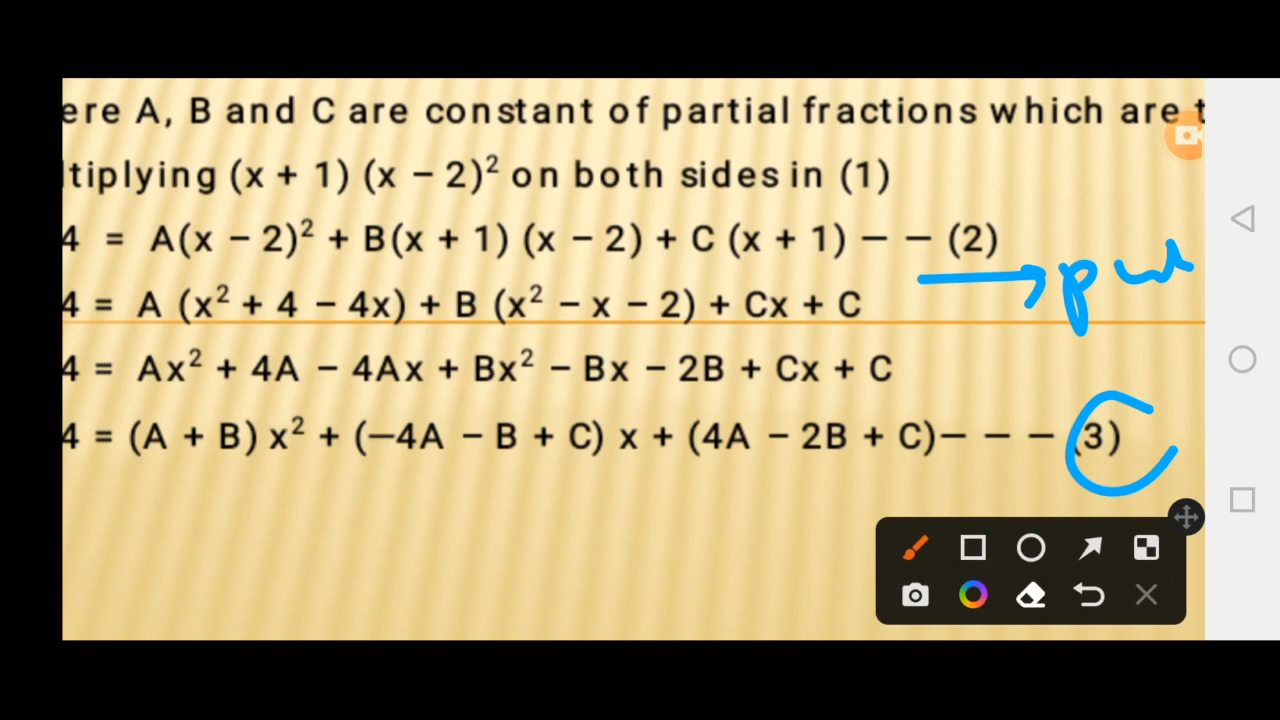 ere A, B and C are constant of partial fractions which are t
tiplying (x + 1) (x − 2)² on both sides in (1)
4 = A(x − 2)² + B(x + 1) (x − 2) + C (x + 1) − − (2)
4 = A (x² + 4 − 4x) + B (x² − x − 2) + Cx + C
4 = Ax² + 4A − 4Ax + Bx² − Bx − 2B + Cx + C
4 = (A + B) x² + (−4A − B + C) x + (4A − 2B + C)− − − (3)